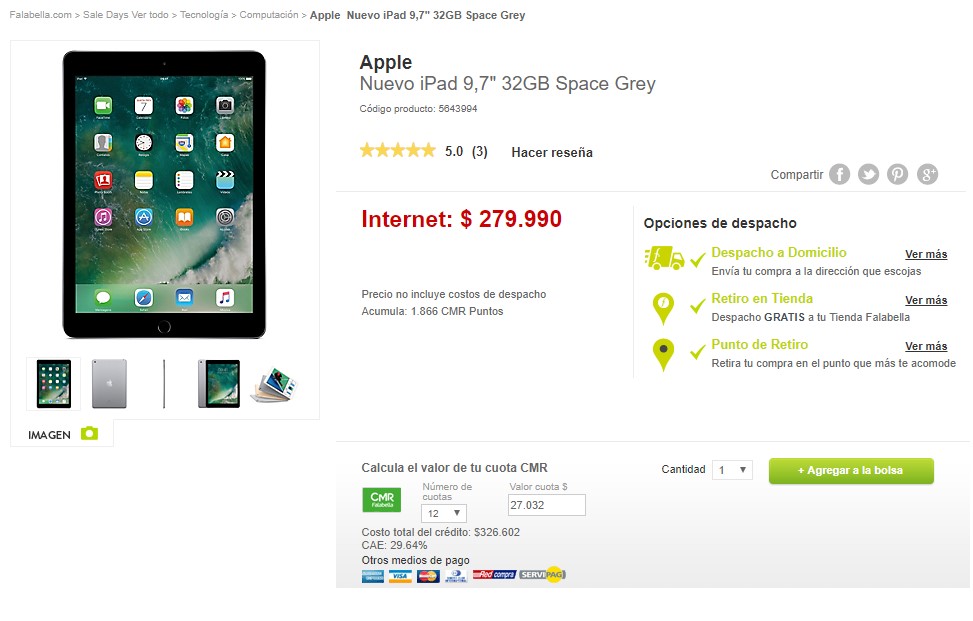 Falabella.com > Sale Days Ver todo > Tecnología > Computación > Apple Nuevo iPad 9,7" 32GB Space Grey
Apple
Nuevo iPad 9,7" 32GB Space Grey
Código producto: 5643994
5.0 (3) Hacer reseña
Compartir
Internet: $ 279.990
Precio no incluye costos de despacho
Acumula: 1.866 CMR Puntos
Opciones de despacho
Despacho a Domicilio Ver más
Envía tu compra a la dirección que escojas
Retiro en Tienda Ver más
Despacho GRATIS a tu Tienda Falabella
Punto de Retiro Ver más
Retira tu compra en el punto que más te acomode
IMAGEN
Calcula el valor de tu cuota CMR
CMR
Falabella
Número de
cuotas
12
Valor cuota $
27.032
Cantidad 1
+ Agregar a la bolsa
Costo total del crédito: $326.602
CAE: 29.64%
Otros medios de pago
VISA
Redcompra
SERVIPAG